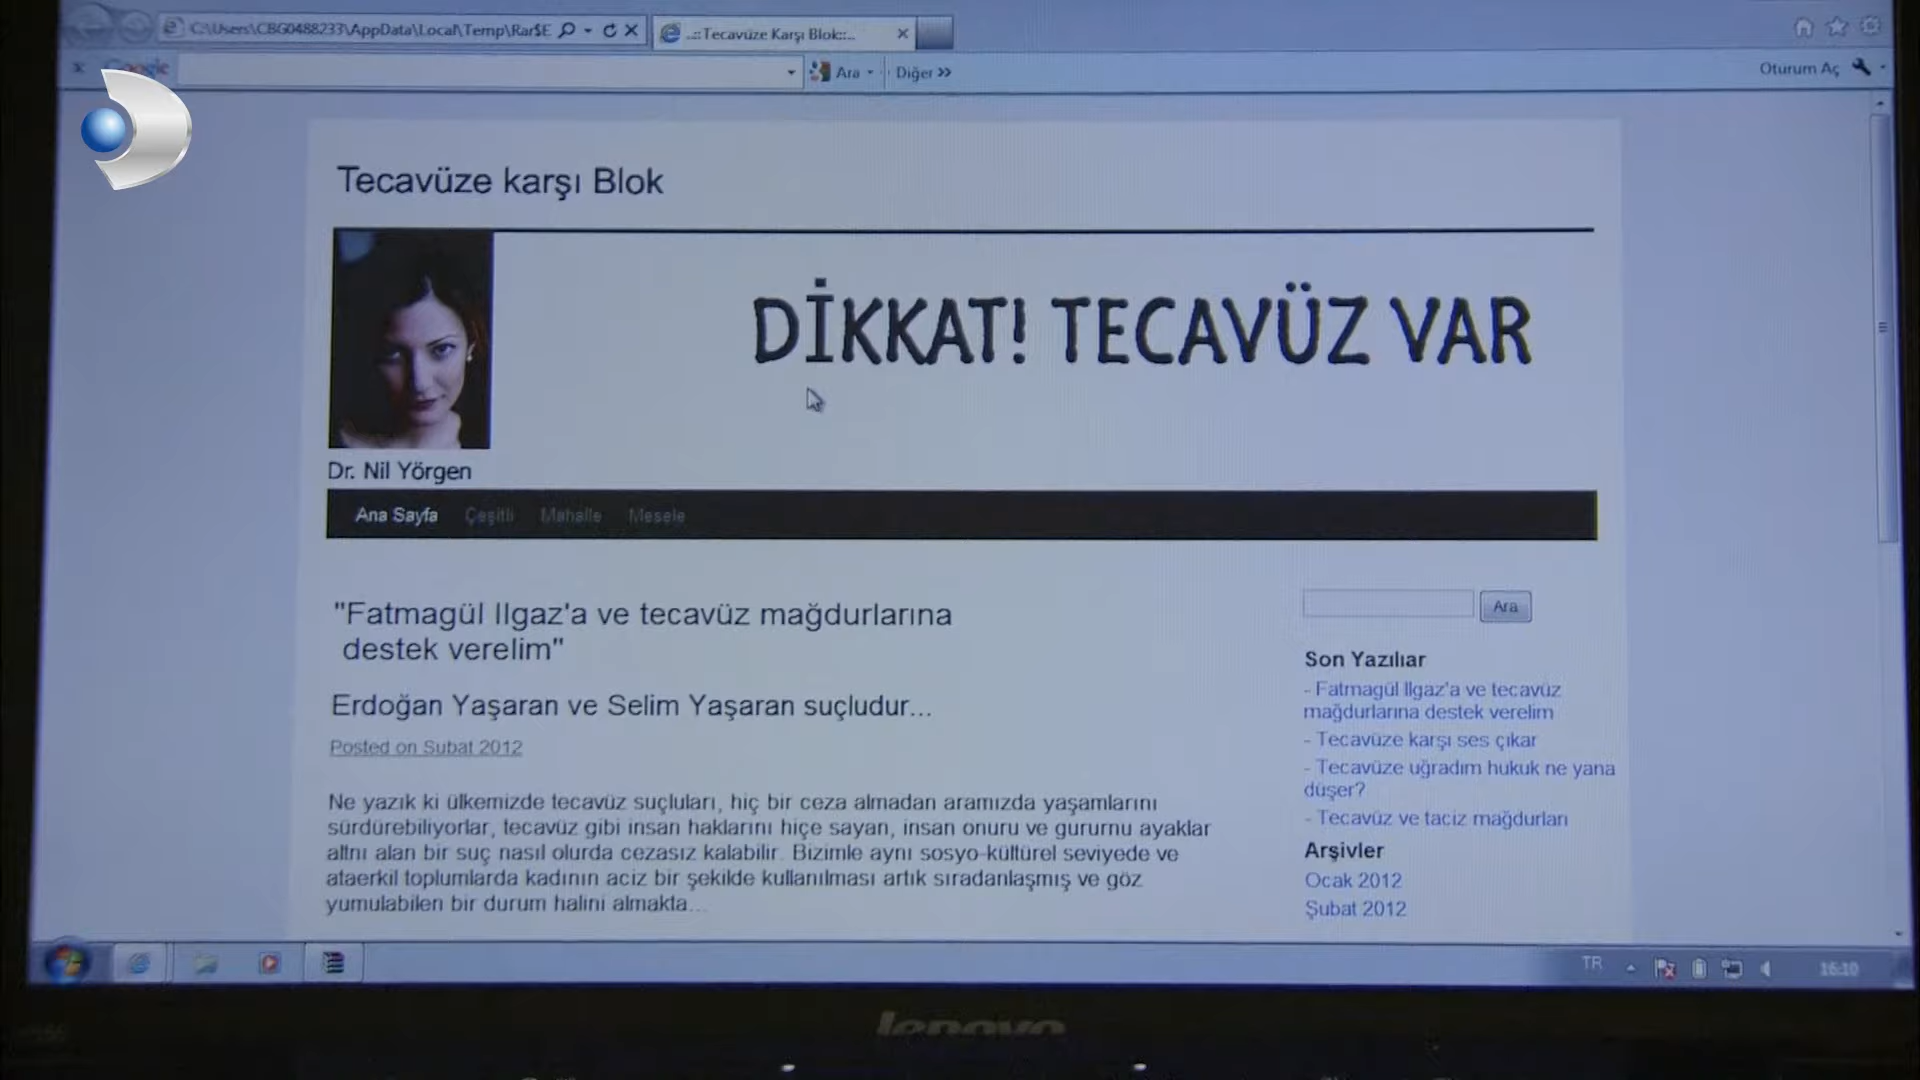 C:\Users\CBG0488233\AppData\Local\Temp\Rar$E
..::Tecavüze Karşı Blok::...
Google
Ara
Diğer >>
Oturum Aç
Tecavüze karşı Blok
DİKKAT! TECAVÜZ VAR
Dr. Nil Yörgen
Ana Sayfa Çeşitli Mahalle Mesele
"Fatmagül Ilgaz'a ve tecavüz mağdurlarına
destek verelim"
Erdoğan Yaşaran ve Selim Yaşaran suçludur...
Posted on Subat 2012
Ne yazık ki ülkemizde tecavüz suçluları, hiç bir ceza almadan aramızda yaşamlarını
sürdürebiliyorlar, tecavüz gibi insan haklarını hiçe sayan, insan onuru ve gururnu ayaklar
altnı alan bir suç nasıl olurda cezasız kalabilir. Bizimle aynı sosyo-kültürel seviyede ve
ataerkil toplumlarda kadının aciz bir şekilde kullanılması artık sıradanlaşmış ve göz
yumulabilen bir durum halini almakta...
Ara
Son Yazılıar
- Fatmagül Ilgaz'a ve tecavüz
mağdurlarına destek verelim
- Tecavüze karşı ses çıkar
- Tecavüze uğradım hukuk ne yana
düşer?
- Tecavüz ve taciz mağdurları
Arşivler
Ocak 2012
Şubat 2012
TR
16:10
lenovo